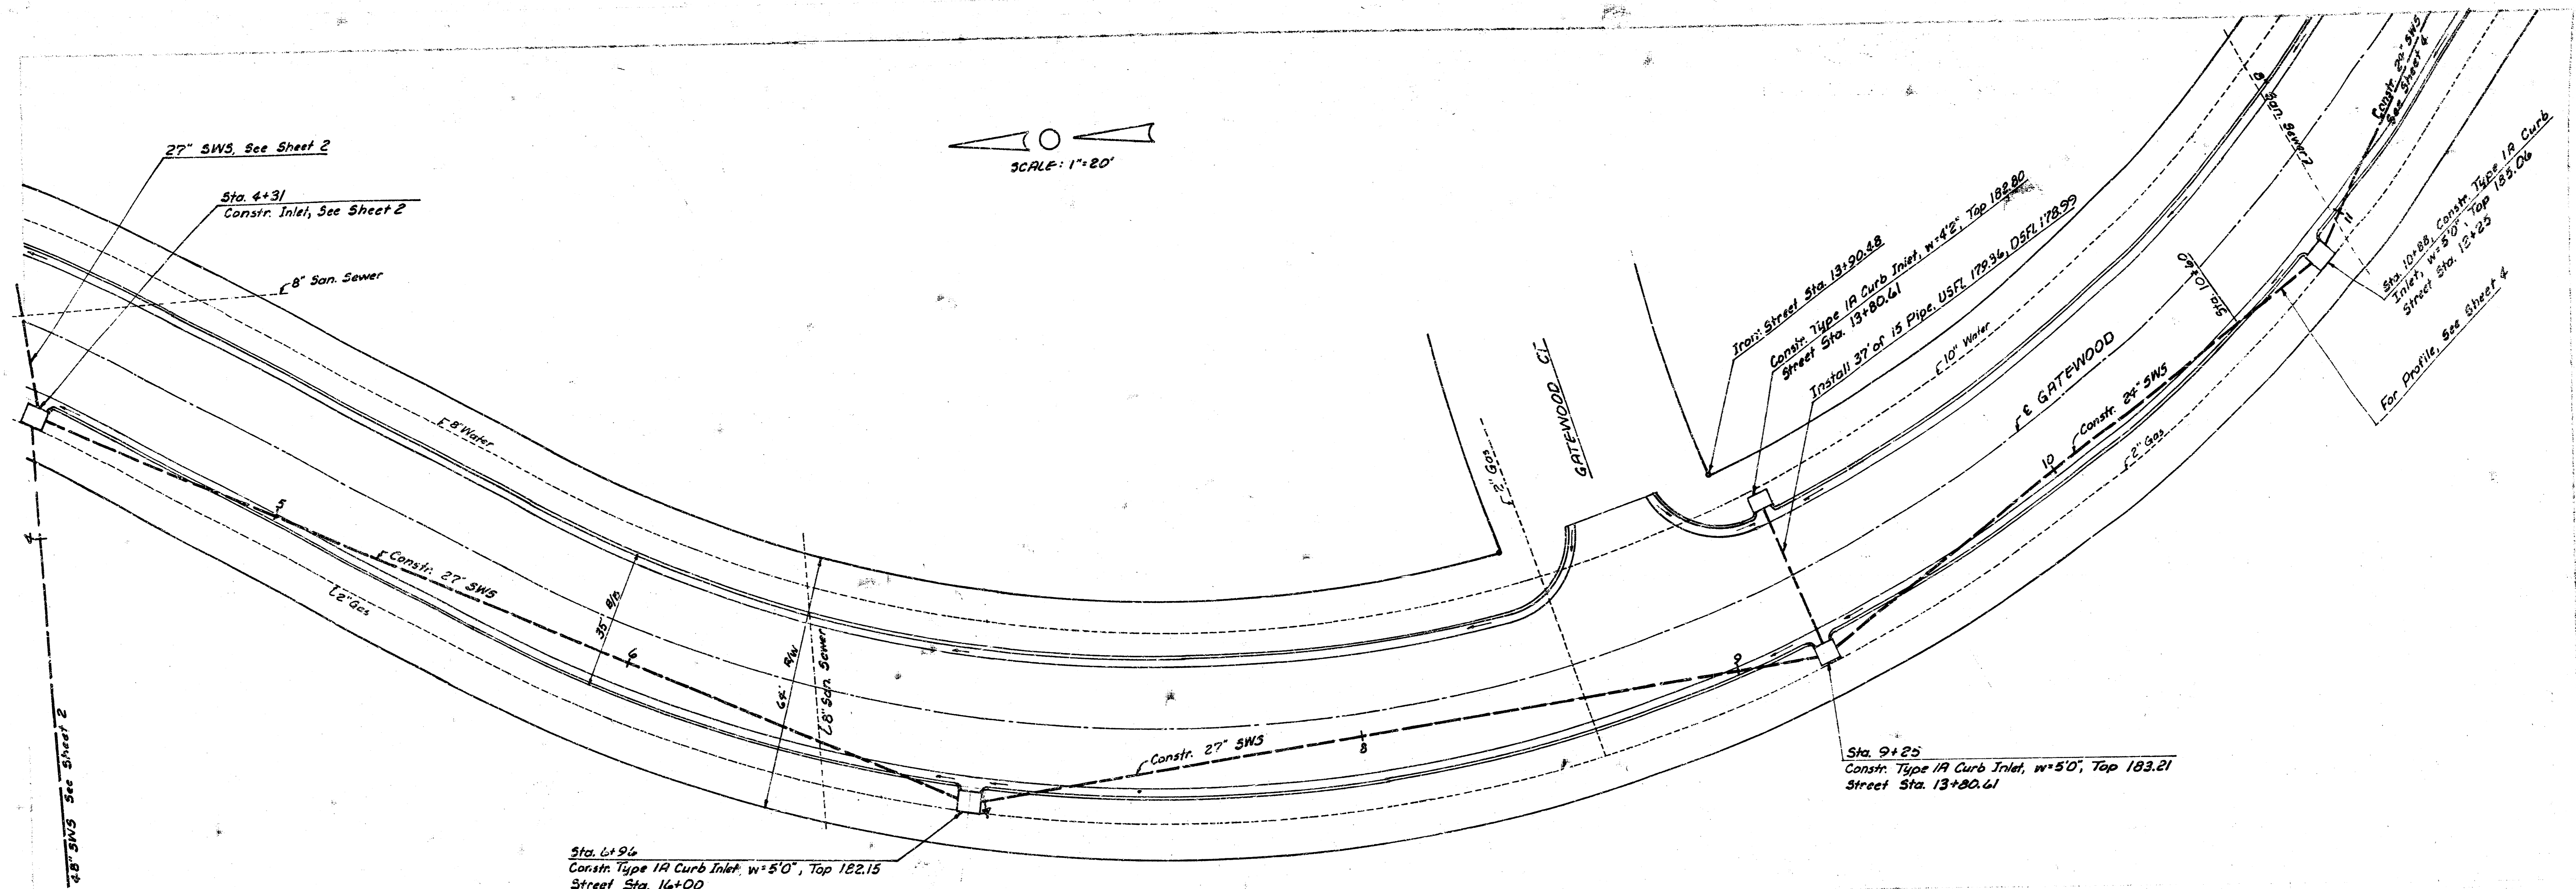 27" SWS, See Sheet 2
Sta. 4+31
Constr. Inlet, See Sheet 2
8" San. Sewer
SCALE: 1"=20'
8" Water
5
4
Constr. 27" SWS
2" Gas
35' B/B
6
64' R/W
8" San. Sewer
48" SWS See Sheet 2
Sta. 6+96
Constr. Type 1A Curb Inlet, w=5'0", Top 182.15
Street Sta. 16+00
7
Constr. 27" SWS
8
9
2" Gas
GATEWOOD CT.
Iron: Street Sta. 13+90.48
Constr. Type 1A Curb Inlet, w=4'2", Top 182.80
Street Sta. 13+80.61
Install 37' of 15 Pipe, USFL 179.36, DSFL 178.99
10" Water
℄ GATEWOOD
Constr. 24" SWS
10
2" Gas
Sta. 10+60
8 San. Sewer
11
Constr. 24" SWS
See Sheet 4
Sta. 10+88, Constr. Type 1A Curb
Inlet, w=5'0", Top 185.06
Street Sta. 12+25
For Profile, See Sheet 4
Sta. 9+25
Constr. Type 1A Curb Inlet, w=5'0", Top 183.21
Street Sta. 13+80.61